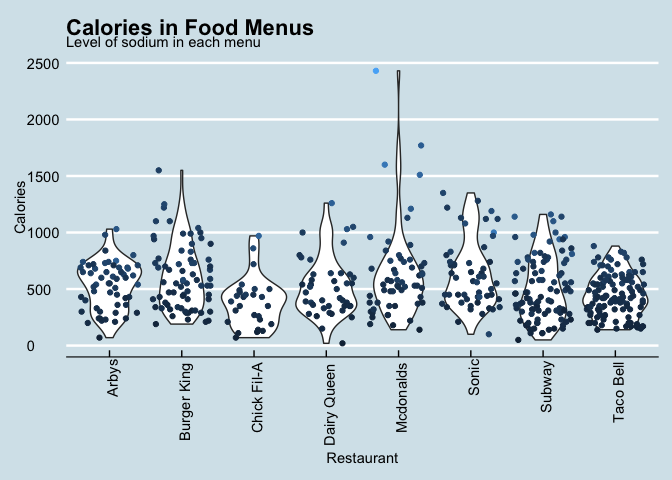 Calories in Food Menus
Level of sodium in each menu
2500
2000
1500
1000
500
0
Calories
Arbys
Burger King
Chick Fil-A
Dairy Queen
Mcdonalds
Sonic
Subway
Taco Bell
Restaurant